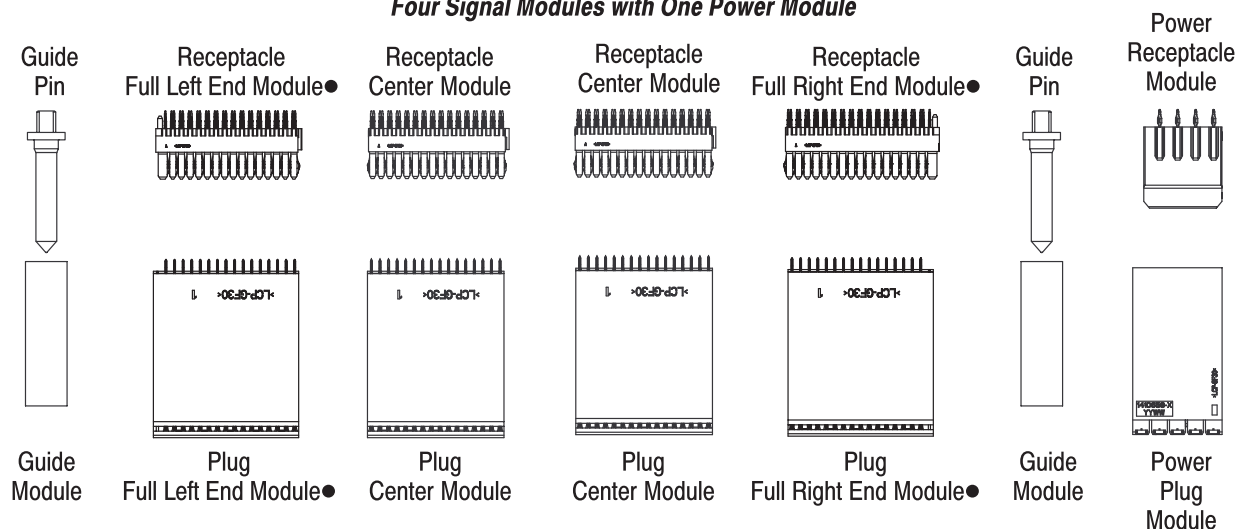 Four Signal Modules with One Power Module
Guide
Pin
Receptacle
Full Left End Module●
Receptacle
Center Module
Receptacle
Center Module
Receptacle
Full Right End Module●
Guide
Pin
Power
Receptacle
Module
1
>LCP-GF30<
1
>LCP-GF30<
1
>LCP-GF30<
1
>LCP-GF30<
Guide
Module
Plug
Full Left End Module●
Plug
Center Module
Plug
Center Module
Plug
Full Right End Module●
Guide
Module
Power
Plug
Module